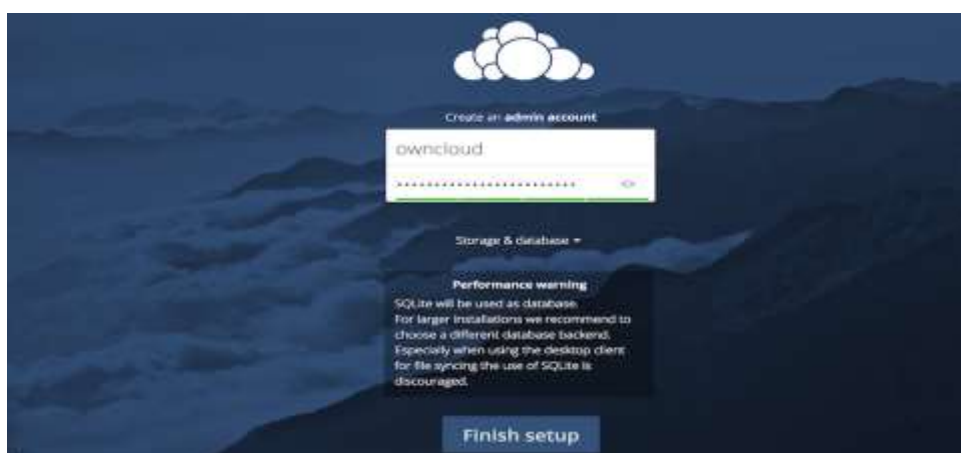 Create an admin account
owncloud
Storage & database
Performance warning
SQLite will be used as database.
For larger installations we recommend to
choose a different database backend.
Especially when using the desktop client
for file syncing the use of SQLite is
discouraged.
Finish setup